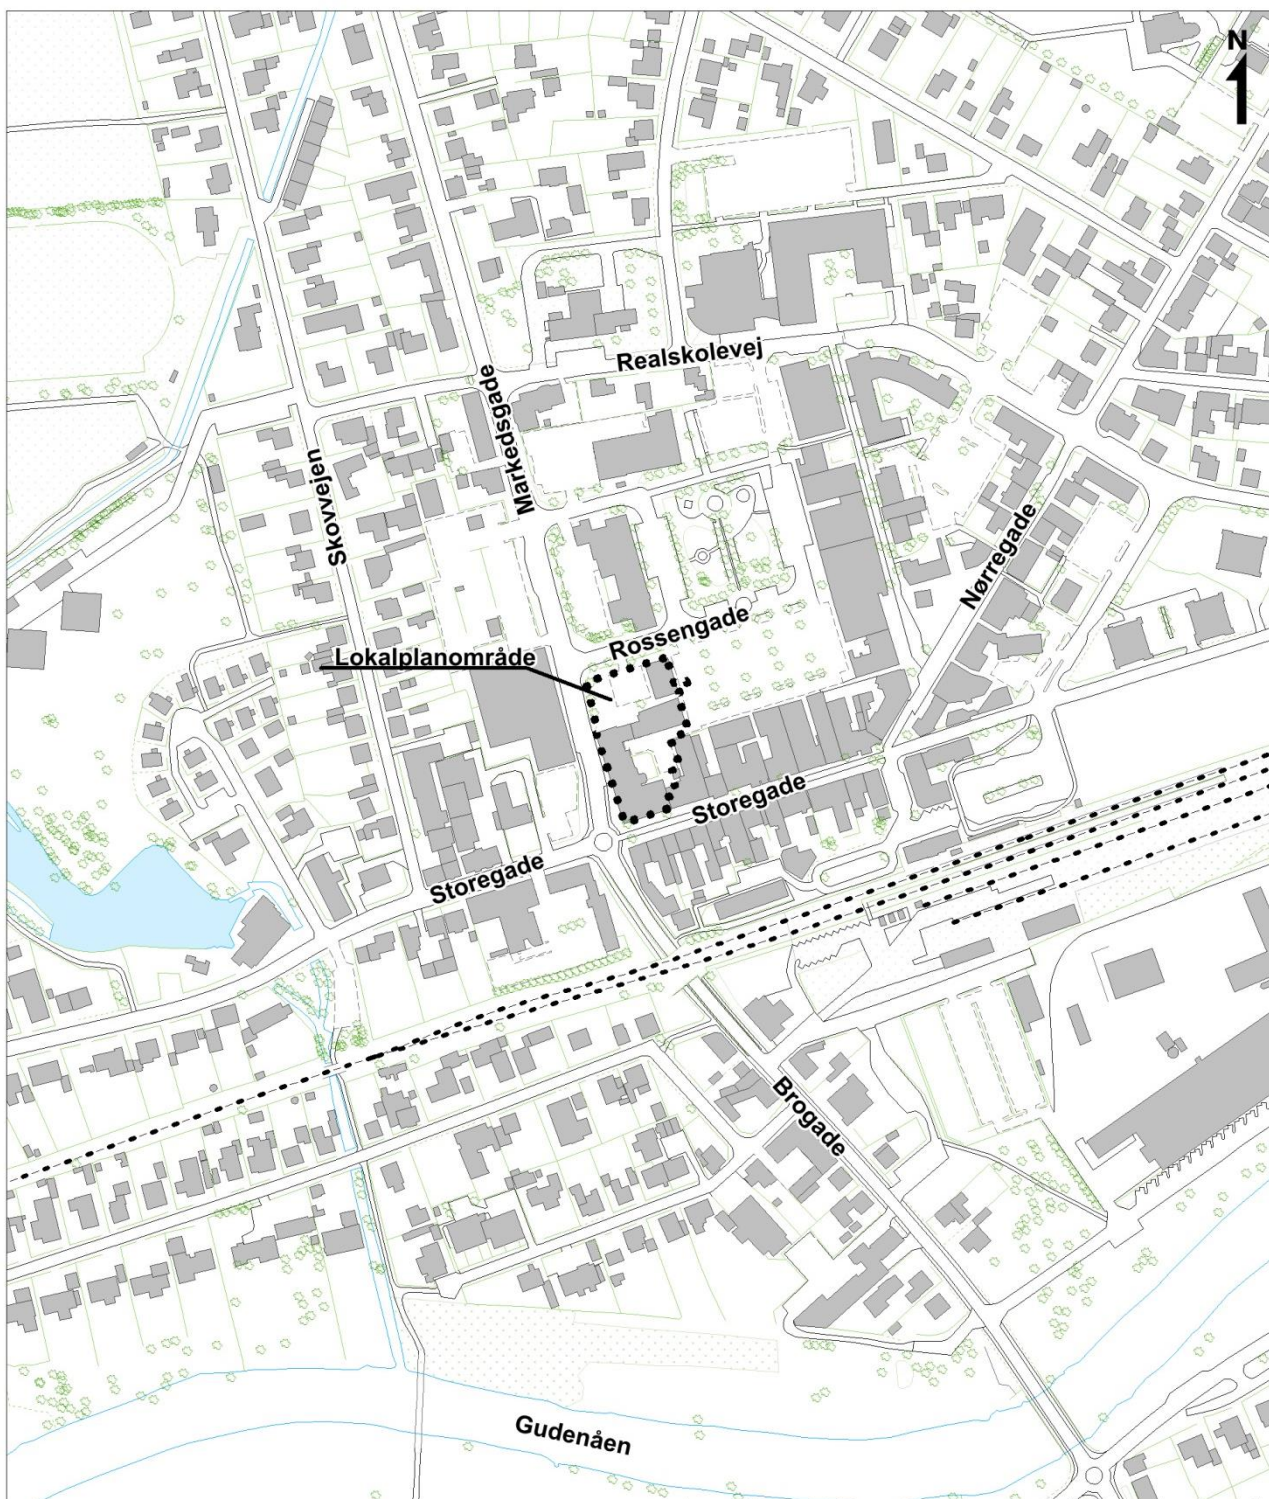 N
Realskolevej
Markedsgade
Skovvejen
Nørregade
Rossengade
Lokalplanområde
Storegade
Storegade
Brogade
Gudenåen